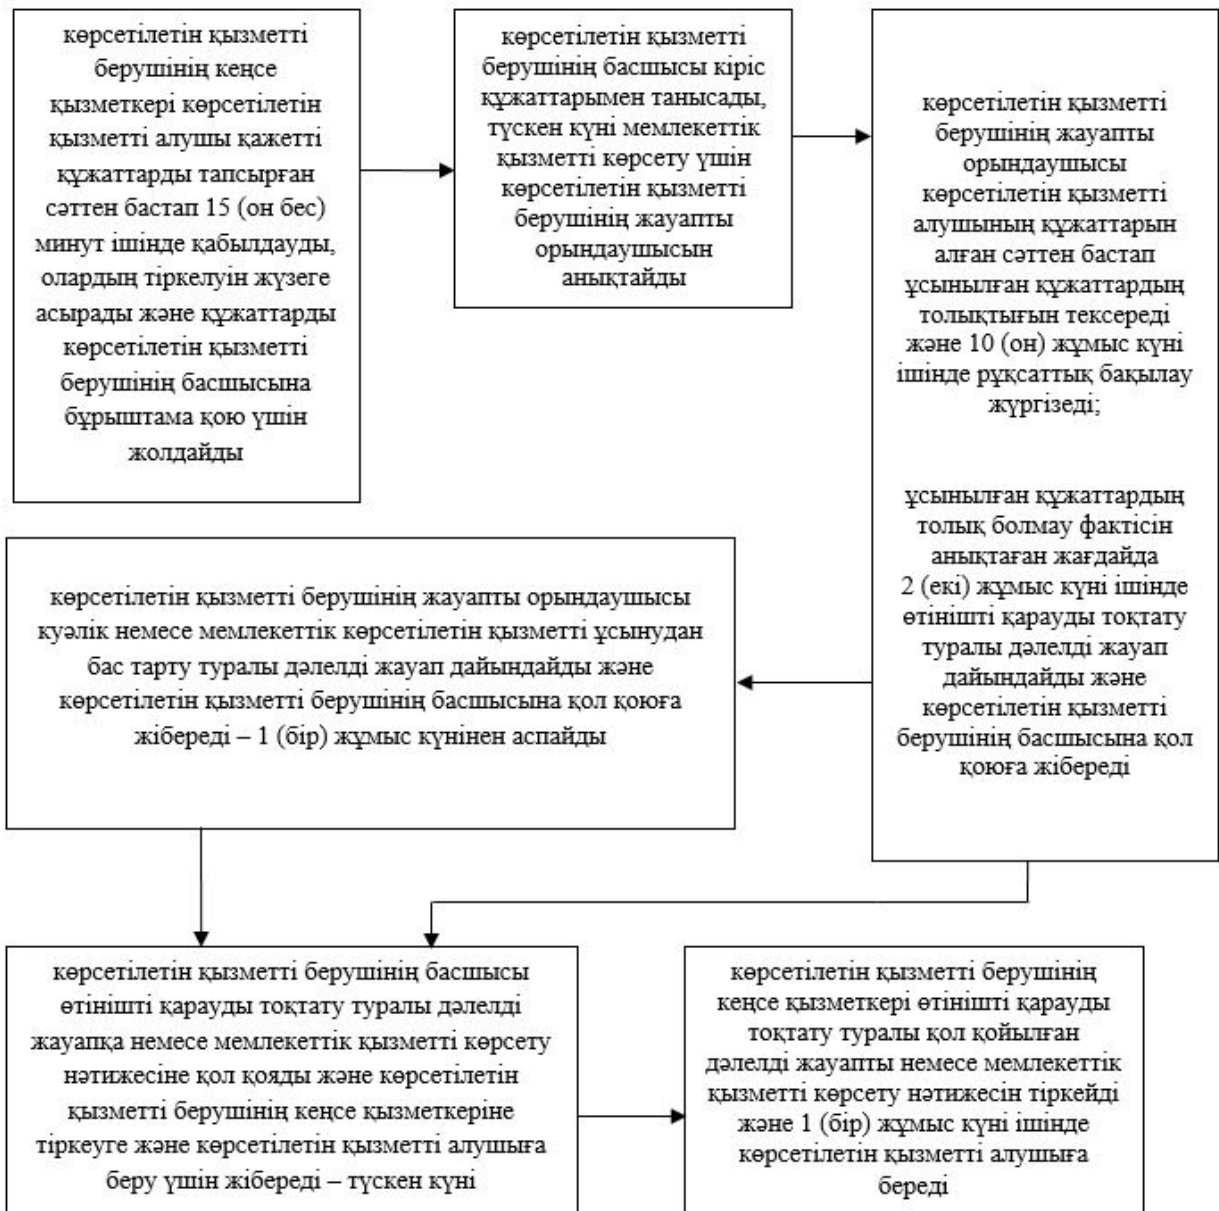 көрсетілетін қызметті
берушінің кеңсе
қызметкері көрсетілетін
қызметті алушы қажетті
құжаттарды тапсырған
сәттен бастап 15 (он бес)
минут ішінде қабылдауды,
олардың тіркелуін жүзеге
асырады және құжаттарды
көрсетілетін қызметті
берушінің басшысына
бұрыштама қою үшін
жолдайды
көрсетілетін қызметті
берушінің басшысы кіріс
құжаттарымен танысады,
түскен күні мемлекеттік
қызметті көрсету үшін
көрсетілетін қызметті
берушінің жауапты
орындаушысын
анықтайды
көрсетілетін қызметті
берушінің жауапты
орындаушысы
көрсетілетін қызметті
алушының құжаттарын
алған сәттен бастап
ұсынылған құжаттардың
толықтығын тексереді
және 10 (он) жұмыс күні
ішінде рұқсаттық бақылау
жүргізеді;
ұсынылған құжаттардың
толық болмау фактісін
анықтаған жағдайда
2 (екі) жұмыс күні ішінде
өтінішті қарауды тоқтату
туралы дәлелді жауап
дайындайды және
көрсетілетін қызметті
берушінің басшысына қол
қоюға жібереді
көрсетілетін қызметті берушінің жауапты орындаушысы
куәлік немесе мемлекеттік көрсетілетін қызметті ұсынудан
бас тарту туралы дәлелді жауап дайындайды және
көрсетілетін қызметті берушінің басшысына қол қоюға
жібереді – 1 (бір) жұмыс күнінен аспайды
көрсетілетін қызметті берушінің басшысы
өтінішті қарауды тоқтату туралы дәлелді
жауапқа немесе мемлекеттік қызметті көрсету
нәтижесіне қол қояды және көрсетілетін
қызметті берушінің кеңсе қызметкеріне
тіркеуге және көрсетілетін қызметті алушыға
беру үшін жібереді – түскен күні
көрсетілетін қызметті берушінің
кеңсе қызметкері өтінішті қарауды
тоқтату туралы қол қойылған
дәлелді жауапты немесе мемлекеттік
қызметті көрсету нәтижесін тіркейді
және 1 (бір) жұмыс күні ішінде
көрсетілетін қызметті алушыға
береді